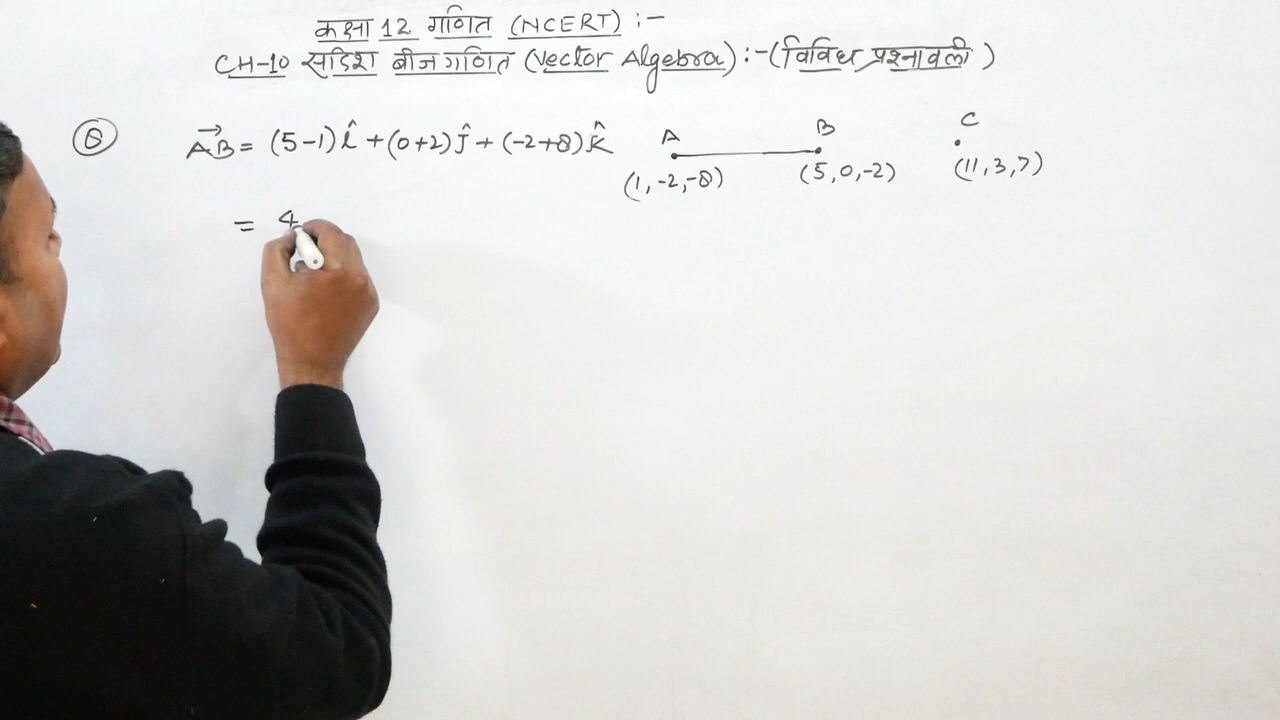 कक्षा 12 गणित (NCERT) :-
CH-10 सदिश बीजगणित (Vector Algebra) :- (विविध प्रश्नावली)
⑧ AB⃗ = (5-1)î + (0+2)ĵ + (-2+8)k̂ A B C
(1,-2,-8) (5,0,-2) (11,3,7)
= 4